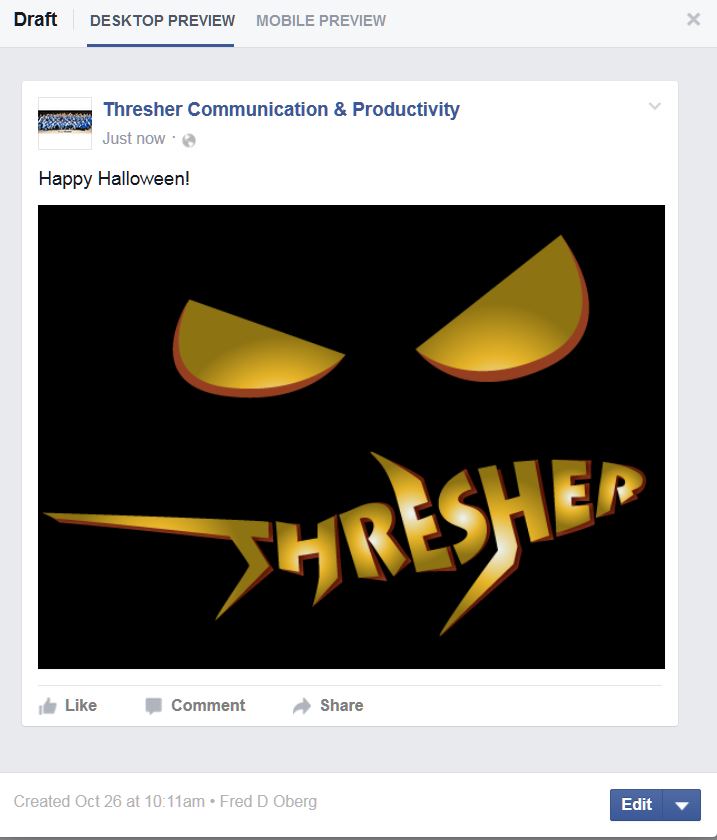 Draft DESKTOP PREVIEW MOBILE PREVIEW
Thresher Communication & Productivity
Just now ·
Happy Halloween!
THRESHER
Like Comment Share
Created Oct 26 at 10:11am • Fred D Oberg Edit